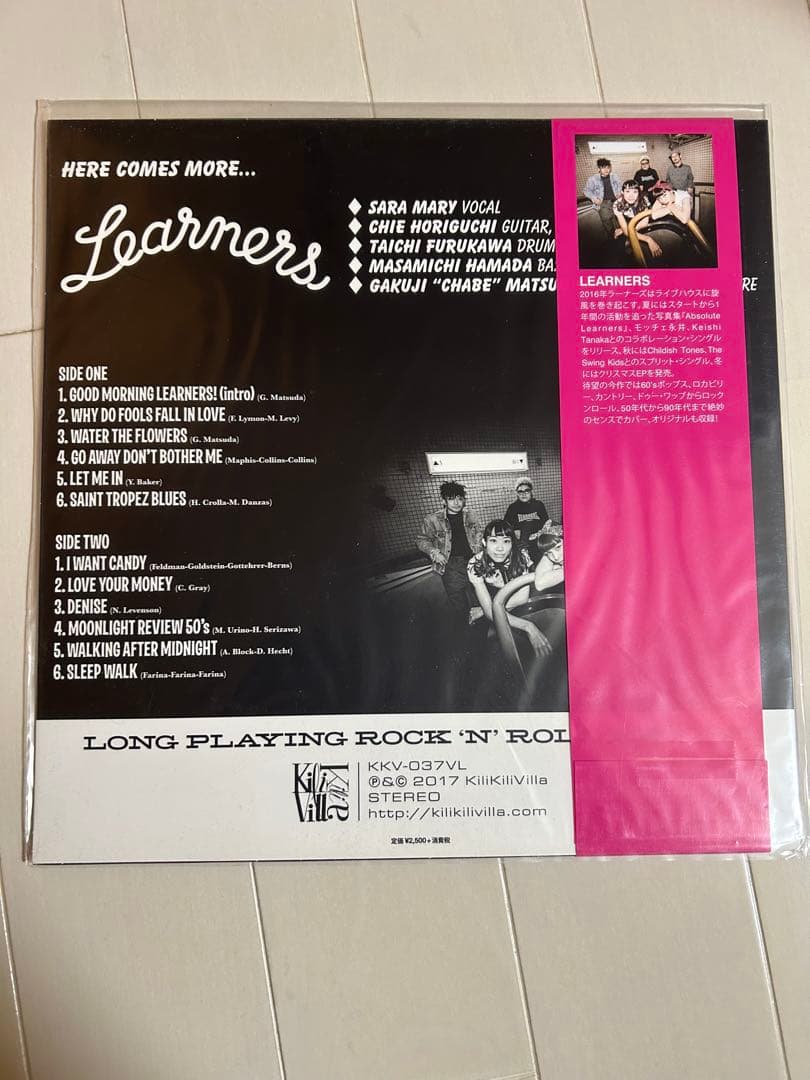 HERE COMES MORE...
Learners
◆ SARA MARY VOCAL
◆ CHIE HORIGUCHI GUITAR,
◆ TAICHI FURUKAWA DRUM
◆ MASAMICHI HAMADA BA
◆ GAKUJI "CHABE" MATSU
RE
SIDE ONE
1. GOOD MORNING LEARNERS! (intro) (G. Matsuda)
2. WHY DO FOOLS FALL IN LOVE (F. Lymon-M. Levy)
3. WATER THE FLOWERS (G. Matsuda)
4. GO AWAY DON'T BOTHER ME (Maphis-Collins-Collins)
5. LET ME IN (Y. Baker)
6. SAINT TROPEZ BLUES (H. Crolla-M. Danzas)
SIDE TWO
1. I WANT CANDY (Feldman-Goldstein-Gottehrer-Berns)
2. LOVE YOUR MONEY (C. Gray)
3. DENISE (N. Levenson)
4. MOONLIGHT REVIEW 50's (M. Urino-H. Serizawa)
5. WALKING AFTER MIDNIGHT (A. Block-D. Hecht)
6. SLEEP WALK (Farina-Farina-Farina)
LEARNERS
2016年ラーナーズはライブハウスに旋
風を巻き起こす。夏にはスタートから1
年間の活動を追った写真集『Absolute
Learners』、モッチェ永井、Keishi
Tanakaとのコラボレーション・シングル
をリリース、秋にはChildish Tones、The
Swing Kidsとのスプリット・シングル、冬
にはクリスマスEPを発売。
待望の今作では60'sポップス、ロカビリ
ー、カントリー、ドゥー・ワップからロック
ンロール、50年代から90年代まで絶妙
のセンスでカバー、オリジナルも収録!
LONG PLAYING ROCK 'N' ROL
Kili Kili Villa
KKV-037VL
℗&© 2017 KiliKiliVilla
STEREO
http://kilikilivilla.com
定価 ¥2,500+消費税